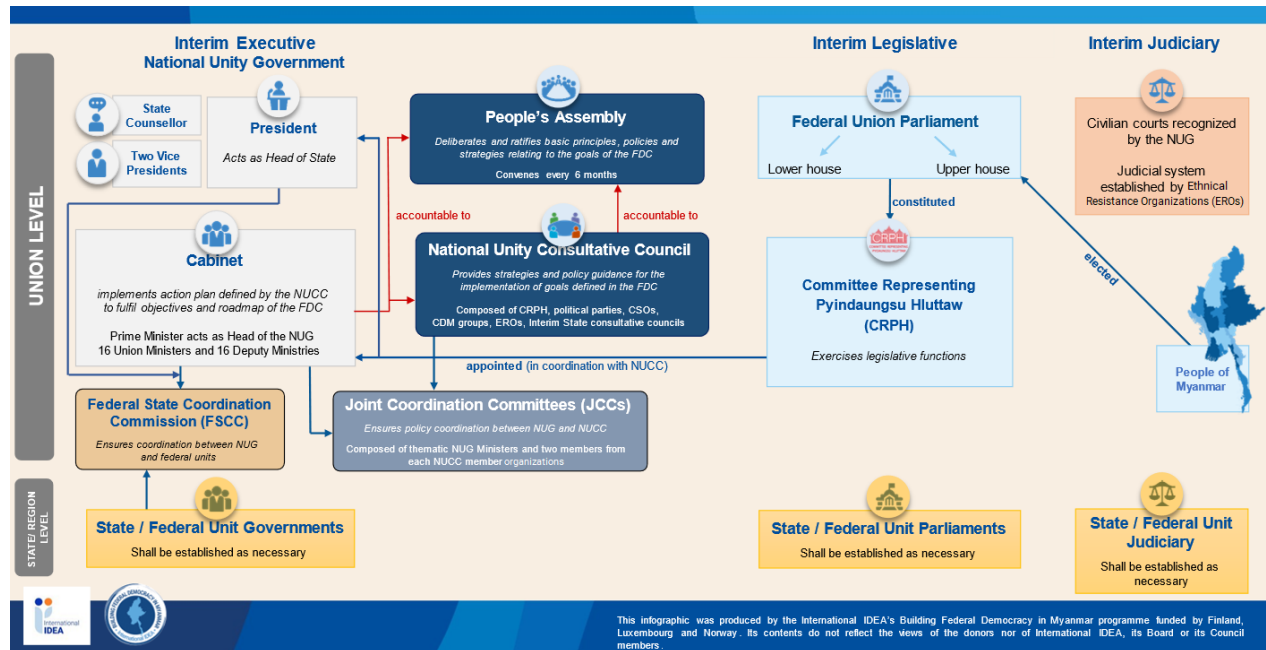 Interim Executive
National Unity Government
Interim Legislative
Interim Judiciary
UNION LEVEL
State
Counsellor
Two Vice
Presidents
President
Acts as Head of State
People's Assembly
Deliberates and ratifies basic principles, policies and
strategies relating to the goals of the FDC
Convenes every 6 months
Federal Union Parliament
Lower house
Upper house
Civilian courts recognized
by the NUG
Judicial system
established by Ethnical
Resistance Organizations (EROs)
accountable to
accountable to
constituted
elected
Cabinet
implements action plan defined by the NUCC
to fulfil objectives and roadmap of the FDC
Prime Minister acts as Head of the NUG
16 Union Ministers and 16 Deputy Ministries
National Unity Consultative Council
Provides strategies and policy guidance for the
implementation of goals defined in the FDC
Composed of CRPH, political parties, CSOs,
CDM groups, EROs, Interim State consultative councils
CRPH
Committee Representing
Pyindaungsu Hluttaw
(CRPH)
Exercises legislative functions
appointed (in coordination with NUCC)
People of
Myanmar
Federal State Coordination
Commission (FSCC)
Ensures coordination between NUG
and federal units
Joint Coordination Committees (JCCs)
Ensures policy coordination between NUG and NUCC
Composed of thematic NUG Ministers and two members from
each NUCC member organizations
STATE/ REGION
LEVEL
State / Federal Unit Governments
Shall be established as necessary
State / Federal Unit Parliaments
Shall be established as necessary
State / Federal Unit
Judiciary
Shall be established as
necessary
International
IDEA
BUILDING FEDERAL DEMOCRACY IN MYANMAR
International IDEA
This infographic was produced by the International IDEA's Building Federal Democracy in Myanmar programme funded by Finland,
Luxembourg and Norway. Its contents do not reflect the views of the donors nor of International IDEA, its Board or its Council
members.